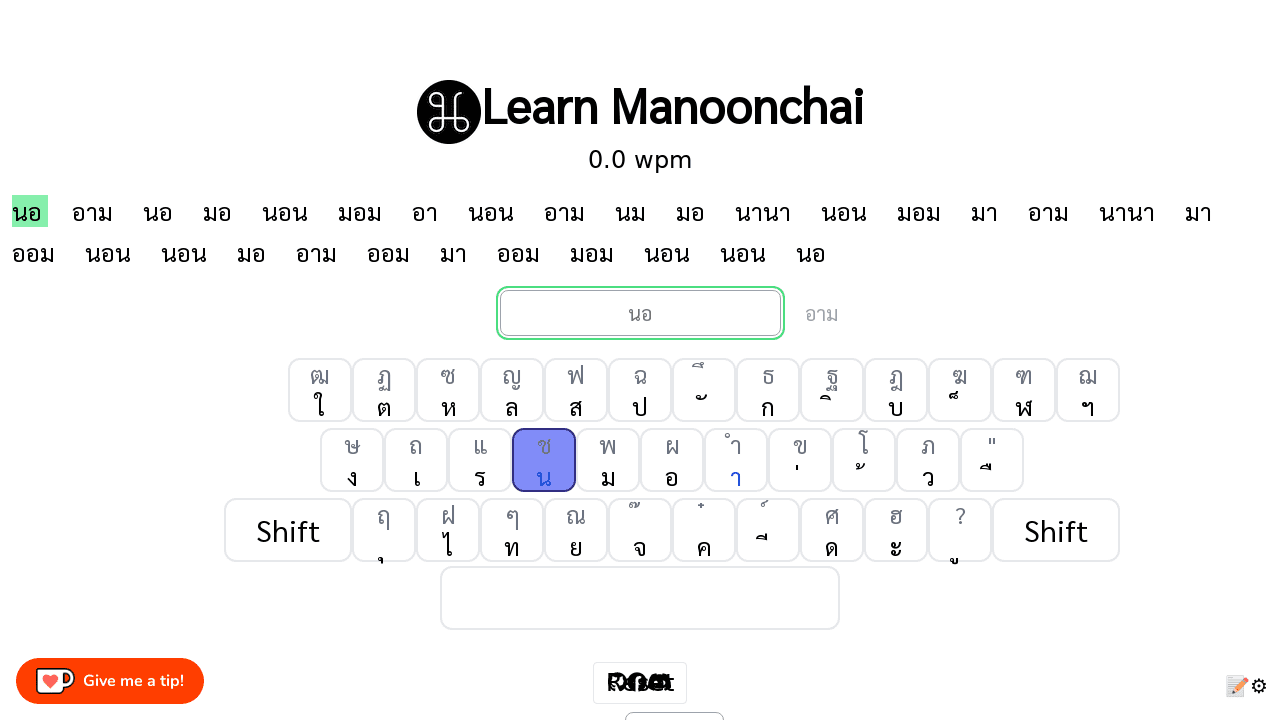 Learn Manoonchai
0.0 wpm
นอ อาม นอ มอ นอน มอม อา นอน อาม นม มอ นานา นอน มอม มา อาม นานา มา
ออม นอน นอน มอ อาม ออม มา ออม มอม นอน นอน นอ
นอ อาม
ฒ ฏ ซ ญ ฟ ฉ ึ ธ ฐ ฎ ฆ ฑ ฌ
ใ ต ห ล ส ป ั ก ิ บ ็ ฬ ฯ
ษ ถ แ ช พ ผ ำ ข โ ภ "
ง เ ร น ม อ า ่ ้ ว ื
Shift ฤ ฝ ๆ ณ ๊ ๋ ์ ศ ฮ ? Shift
ุ ไ ท ย จ ค ี ด ะ ู
Give me a tip!